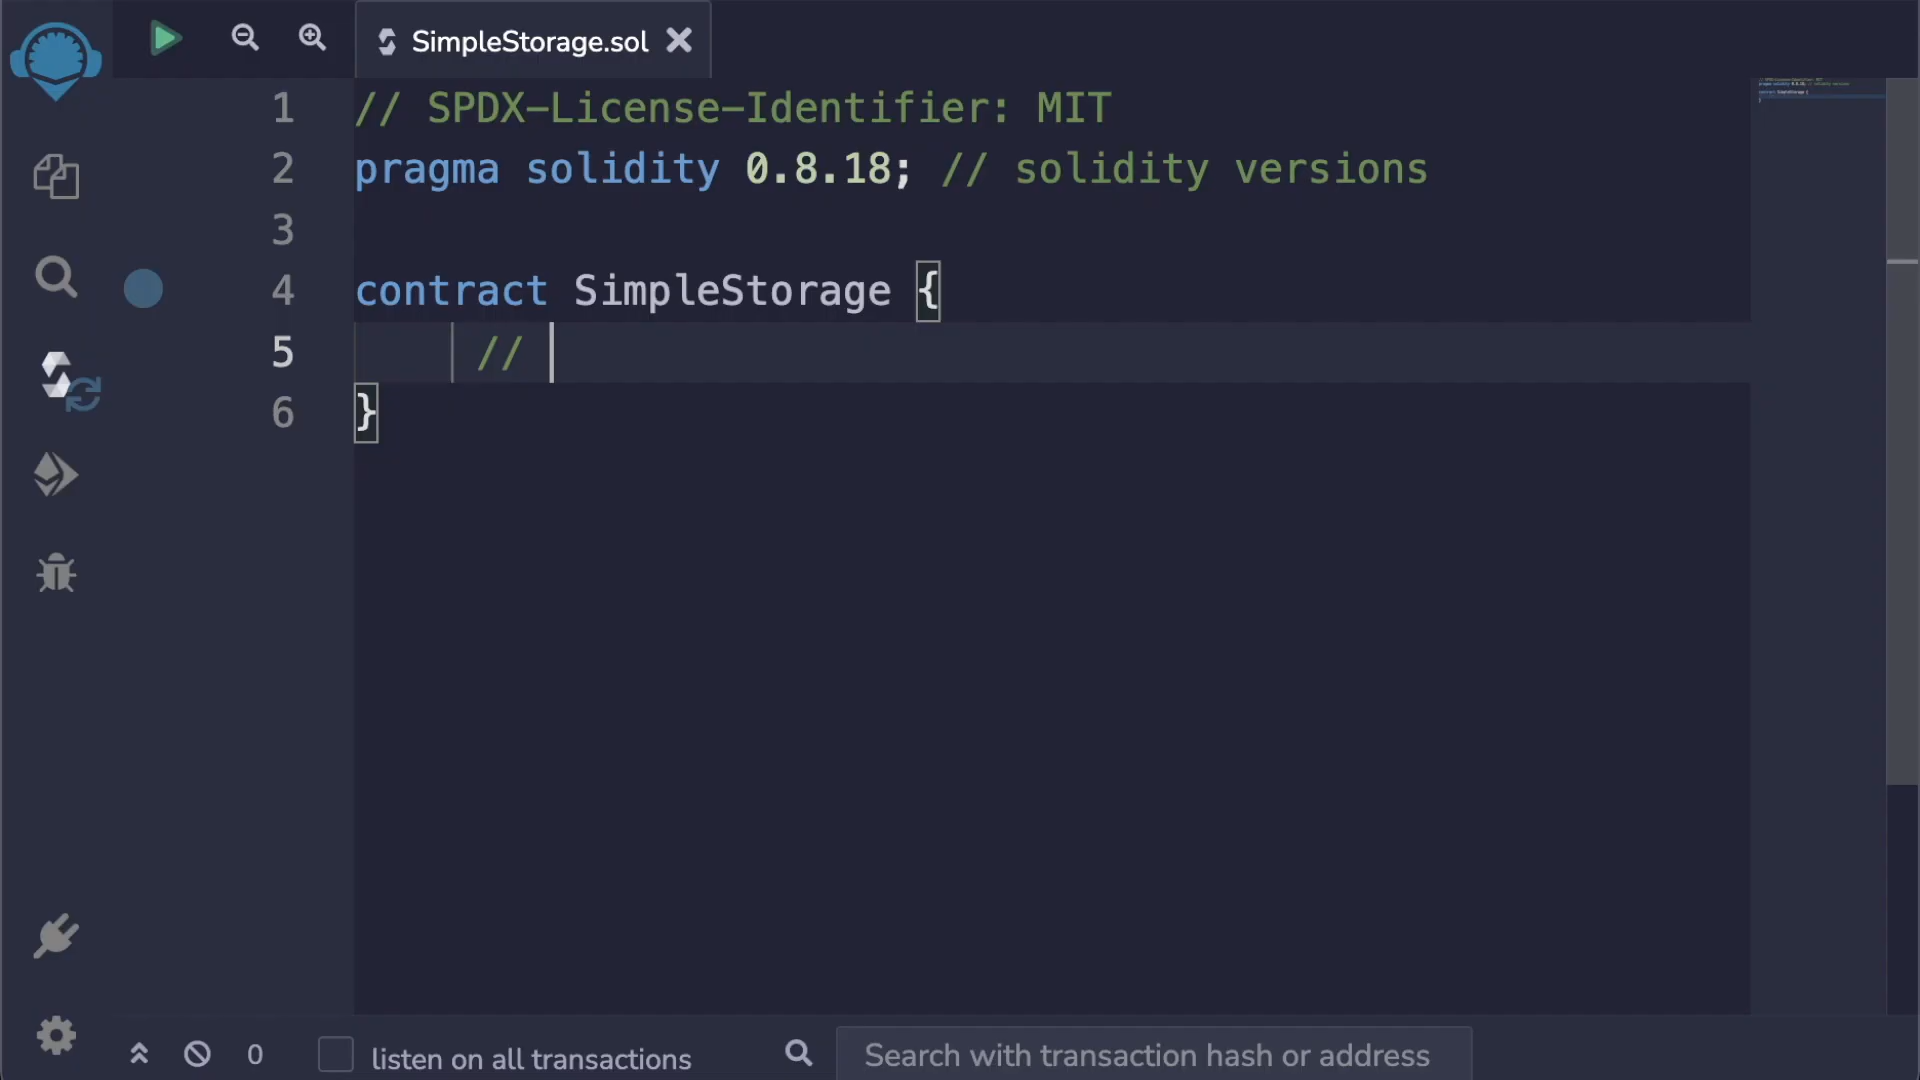 SimpleStorage.sol
1 // SPDX-License-Identifier: MIT
2 pragma solidity 0.8.18; // solidity versions
3
4 contract SimpleStorage {
5 //
6 }
0 listen on all transactions Search with transaction hash or address